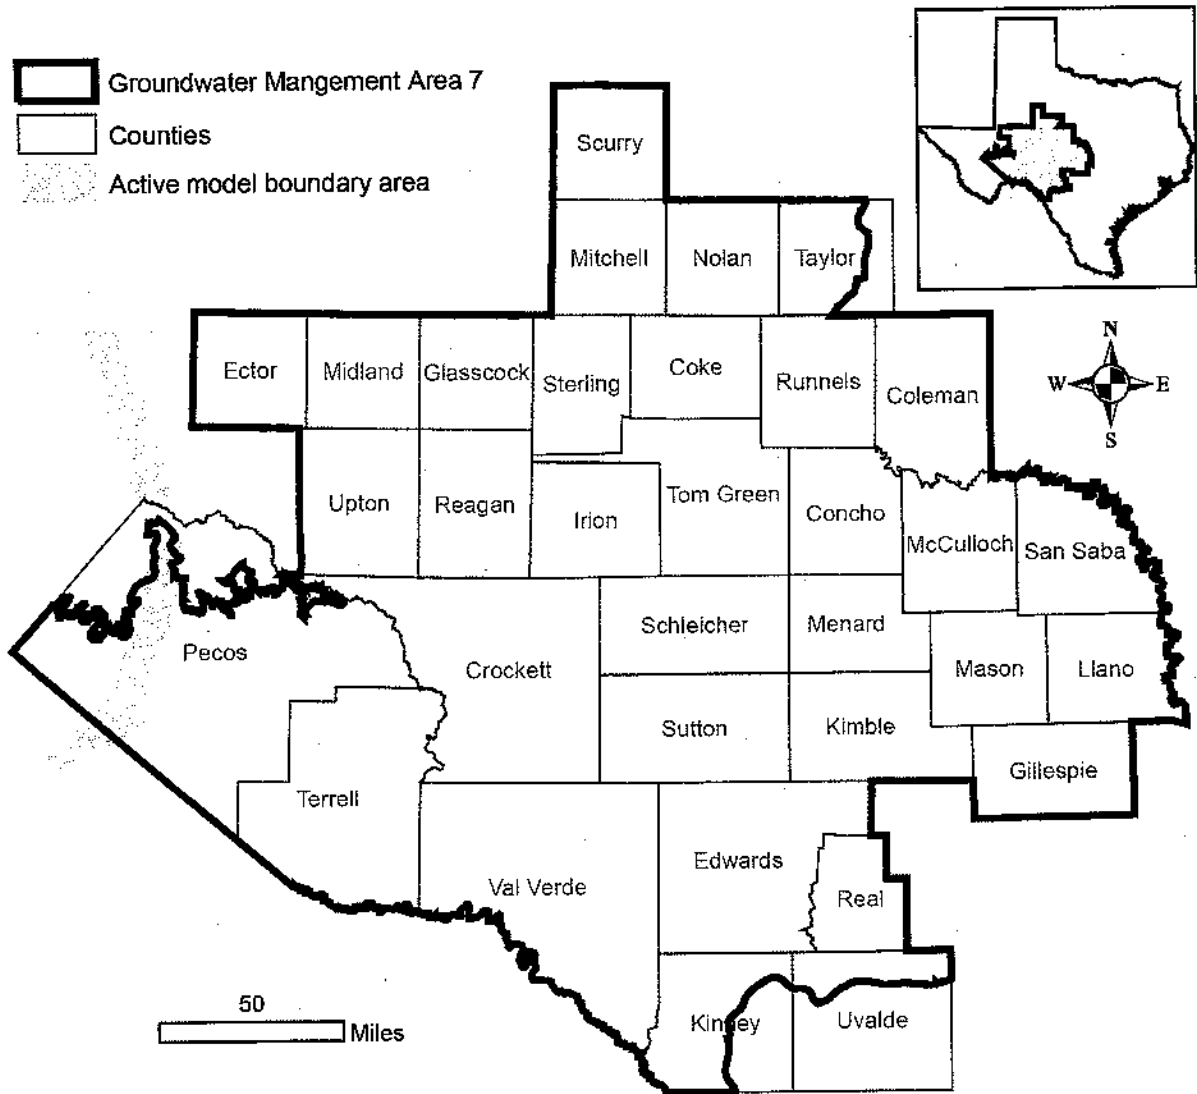 Groundwater Mangement Area 7
Counties
Active model boundary area
Scurry
Mitchell
Nolan
Taylor
Ector
Midland
Glasscock
Sterling
Coke
Runnels
Coleman
N
W
E
S
Upton
Reagan
Irion
Tom Green
Concho
McCulloch
San Saba
Pecos
Crockett
Schleicher
Menard
Mason
Llano
Sutton
Kimble
Gillespie
Terrell
Val Verde
Edwards
Real
Kinney
Uvalde
50
Miles